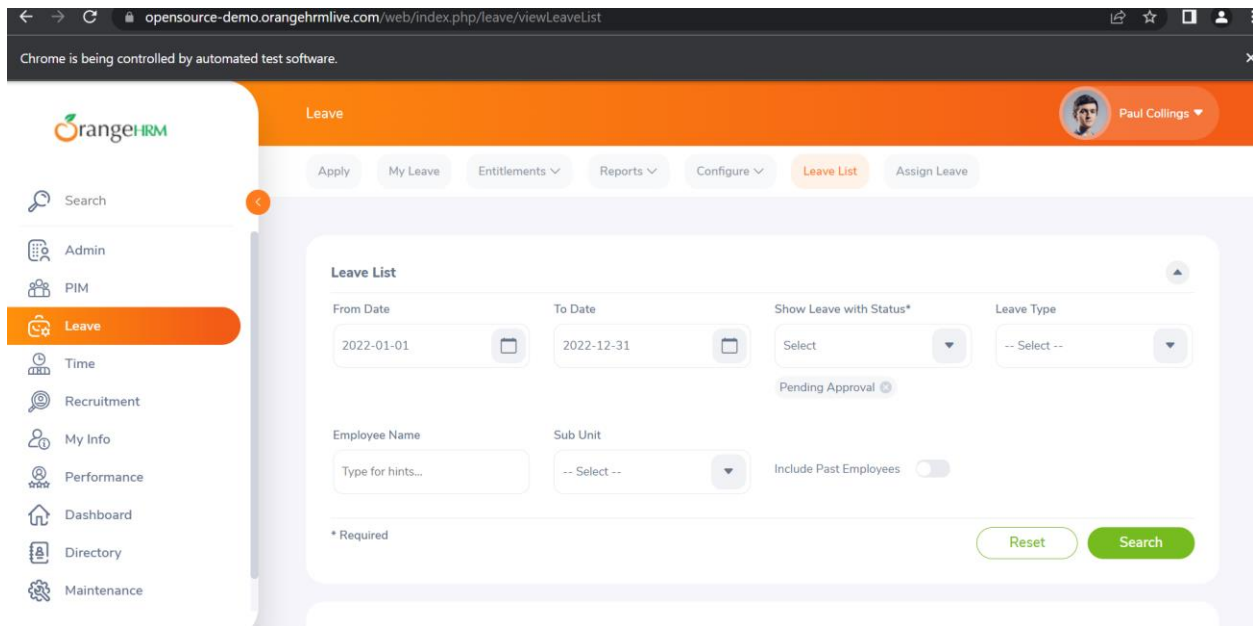 opensource-demo.orangehrmlive.com/web/index.php/leave/viewLeaveList
Chrome is being controlled by automated test software.
OrangeHRM
Leave
Paul Collings
Apply My Leave Entitlements Reports Configure Leave List Assign Leave
Search
Admin
PIM
Leave
Time
Recruitment
My Info
Performance
Dashboard
Directory
Maintenance
Leave List
From Date To Date Show Leave with Status* Leave Type
2022-01-01 2022-12-31 Select -- Select --
Pending Approval
Employee Name Sub Unit
Type for hints... -- Select -- Include Past Employees
* Required
Reset Search